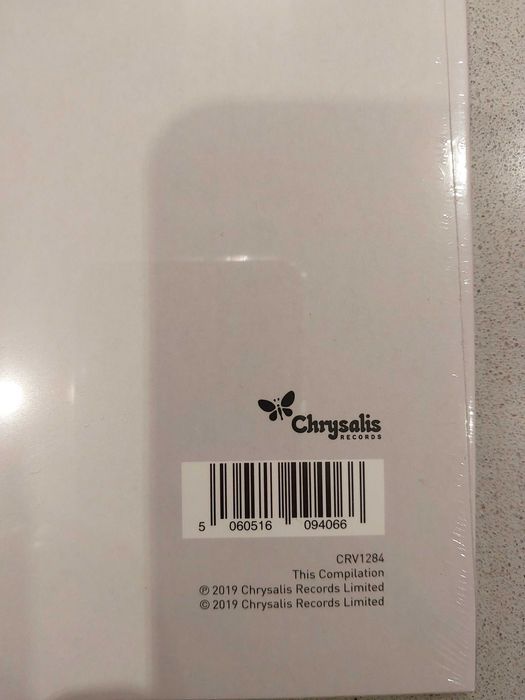 Chrysalis
RECORDS
5 060516 094066
CRV1284
This Compilation
℗ 2019 Chrysalis Records Limited
© 2019 Chrysalis Records Limited